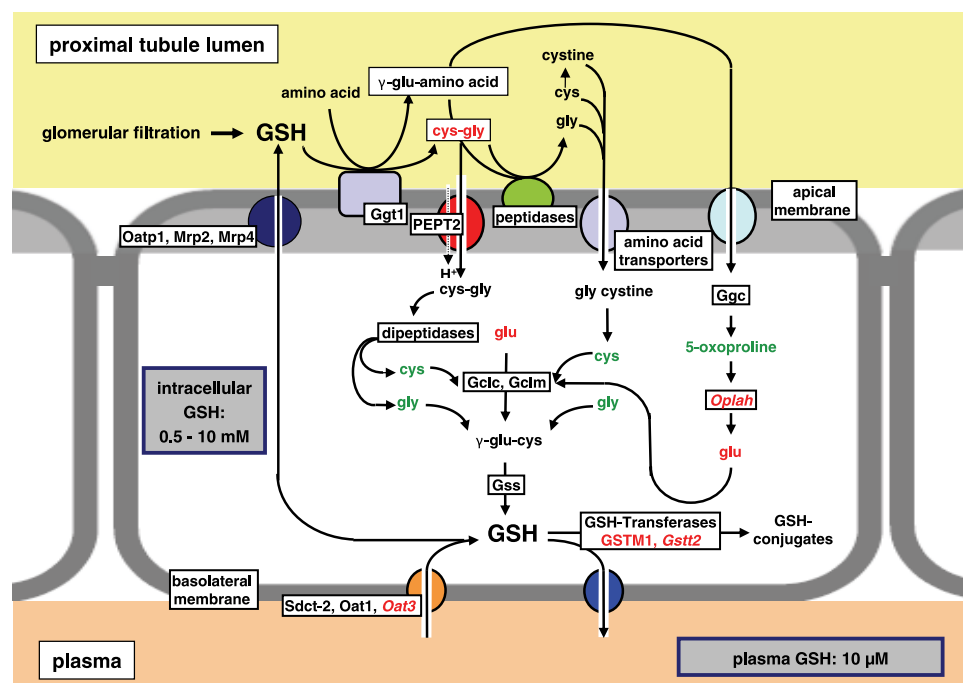 proximal tubule lumen
cystine
γ-glu-amino acid
amino acid
cys
glomerular filtration
GSH
cys-gly
gly
Ggt1
PEPT2
peptidases
apical
membrane
Oatp1, Mrp2, Mrp4
amino acid
transporters
H+
cys-gly
gly cystine
Ggc
dipeptidases
glu
5-oxoproline
cys
cys
intracellular
GSH:
0.5 - 10 mM
Gclc, Gclm
Oplah
gly
gly
γ-glu-cys
glu
Gss
GSH
GSH-Transferases
GSTM1, Gstt2
GSH-
conjugates
basolateral
membrane
Sdct-2, Oat1, Oat3
plasma
plasma GSH: 10 µM